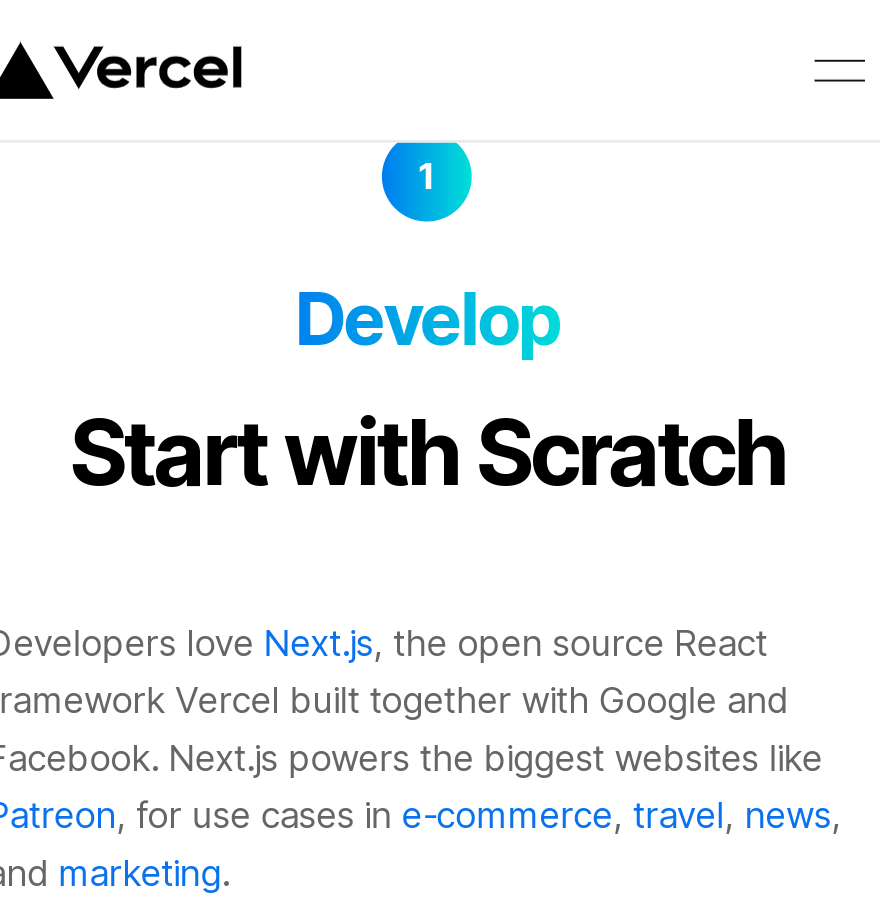 Vercel
1
Develop
Start with Scratch
Developers love Next.js, the open source React
framework Vercel built together with Google and
Facebook. Next.js powers the biggest websites like
Patreon, for use cases in e-commerce, travel, news,
and marketing.